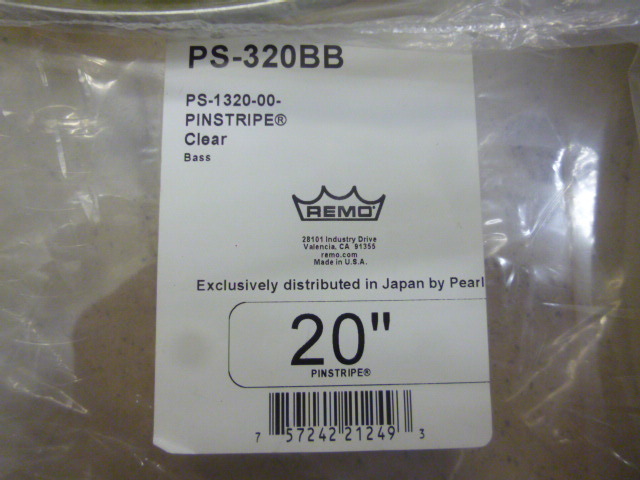 PS-320BB
PS-1320-00-
PINSTRIPE®
Clear
Bass
REMO
28101 Industry Drive
Valencia, CA 91355
remo.com
Made in U.S.A.
Exclusively distributed in Japan by Pearl
20"
PINSTRIPE®
7 57242 21249 3